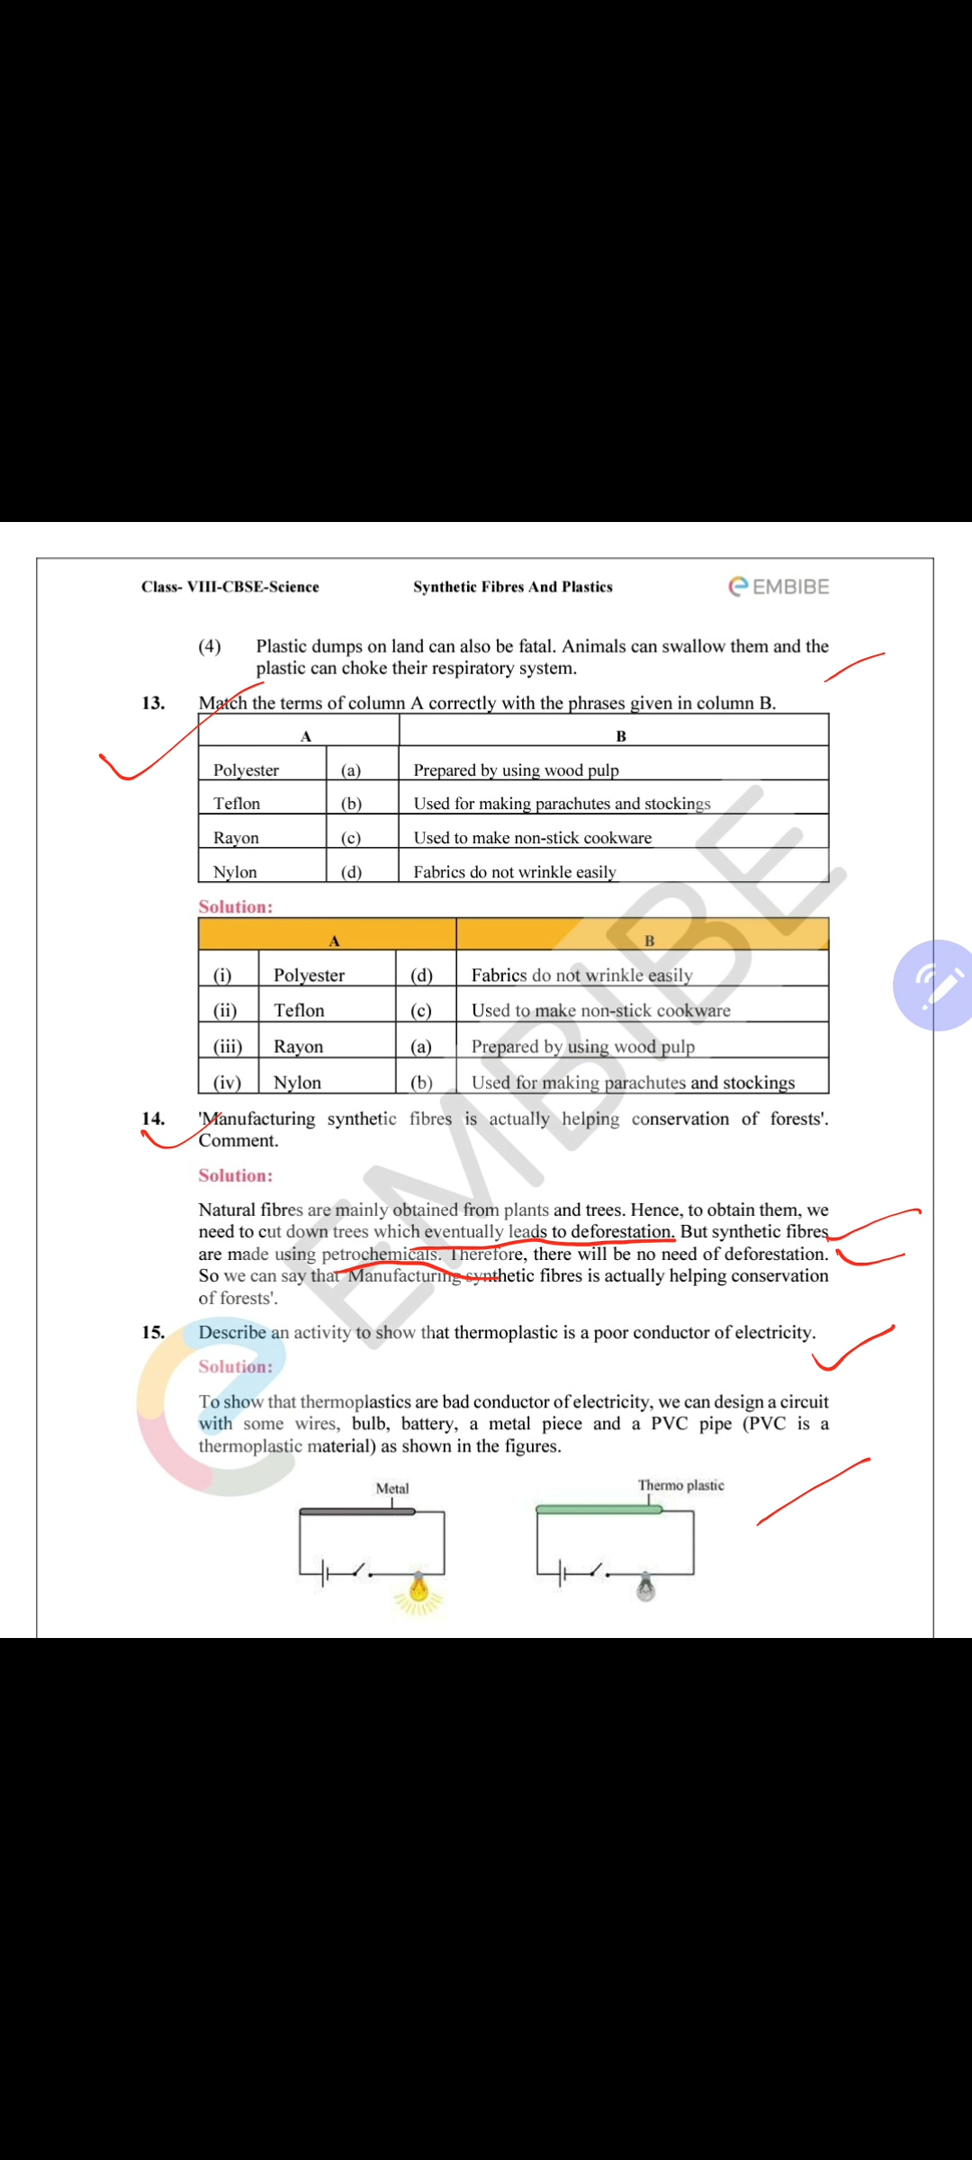 Class- VIII-CBSE-Science Synthetic Fibres And Plastics EMBIBE
(4) Plastic dumps on land can also be fatal. Animals can swallow them and the
plastic can choke their respiratory system.
13. Match the terms of column A correctly with the phrases given in column B.
A B
Polyester (a) Prepared by using wood pulp
Teflon (b) Used for making parachutes and stockings
Rayon (c) Used to make non-stick cookware
Nylon (d) Fabrics do not wrinkle easily
Solution:
A B
(i) Polyester (d) Fabrics do not wrinkle easily
(ii) Teflon (c) Used to make non-stick cookware
(iii) Rayon (a) Prepared by using wood pulp
(iv) Nylon (b) Used for making parachutes and stockings
14. 'Manufacturing synthetic fibres is actually helping conservation of forests'.
Comment.
Solution:
Natural fibres are mainly obtained from plants and trees. Hence, to obtain them, we
need to cut down trees which eventually leads to deforestation. But synthetic fibres
are made using petrochemicals. Therefore, there will be no need of deforestation.
So we can say that 'Manufacturing synthetic fibres is actually helping conservation
of forests'.
15. Describe an activity to show that thermoplastic is a poor conductor of electricity.
Solution:
To show that thermoplastics are bad conductor of electricity, we can design a circuit
with some wires, bulb, battery, a metal piece and a PVC pipe (PVC is a
thermoplastic material) as shown in the figures.
Metal Thermo plastic
EMBIBE